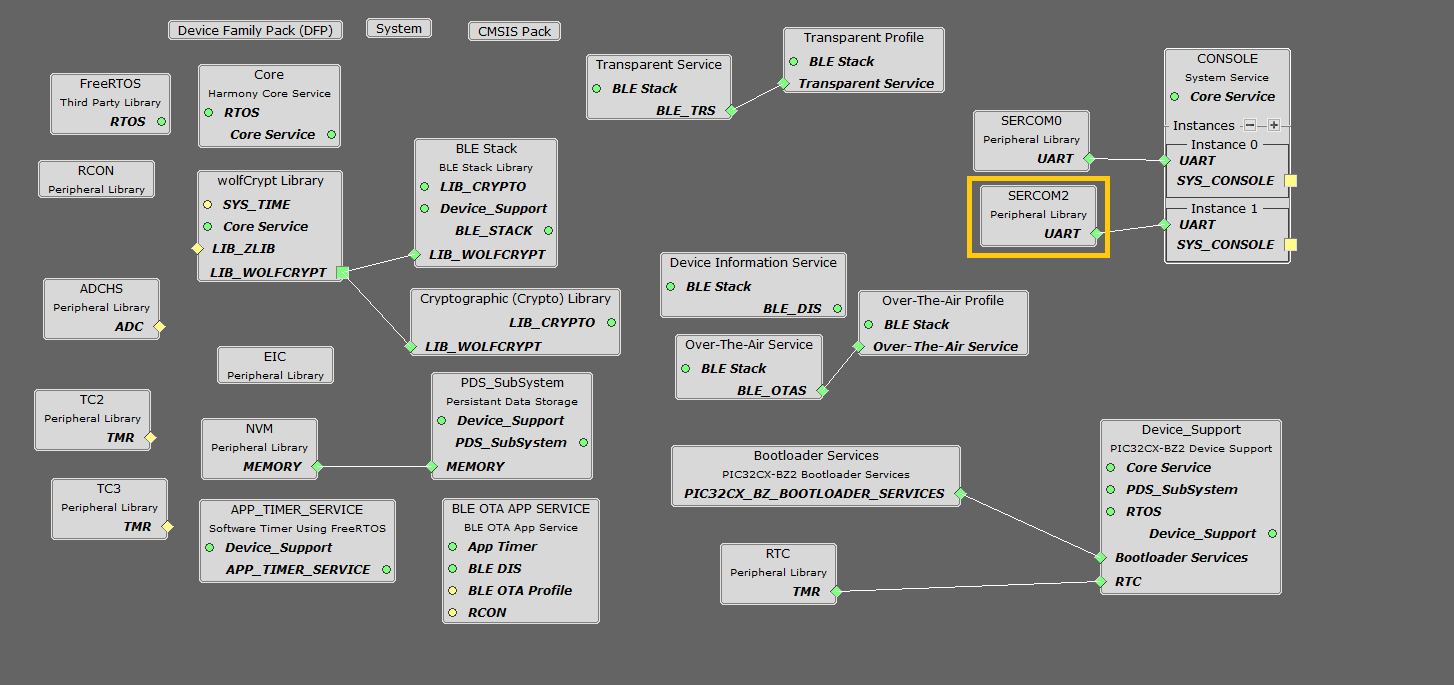 Device Family Pack (DFP)
System
CMSIS Pack
FreeRTOS
Third Party Library
RTOS
Core
Harmony Core Service
RTOS
Core Service
RCON
Peripheral Library
wolfCrypt Library
SYS_TIME
Core Service
LIB_ZLIB
LIB_WOLFCRYPT
BLE Stack
BLE Stack Library
LIB_CRYPTO
Device_Support
BLE_STACK
LIB_WOLFCRYPT
Cryptographic (Crypto) Library
LIB_CRYPTO
LIB_WOLFCRYPT
Transparent Service
BLE Stack
BLE_TRS
Transparent Profile
BLE Stack
Transparent Service
SERCOM0
Peripheral Library
UART
SERCOM2
Peripheral Library
UART
CONSOLE
System Service
Core Service
Instances
Instance 0
UART
SYS_CONSOLE
Instance 1
UART
SYS_CONSOLE
ADCHS
Peripheral Library
ADC
EIC
Peripheral Library
TC2
Peripheral Library
TMR
TC3
Peripheral Library
TMR
NVM
Peripheral Library
MEMORY
PDS_SubSystem
Persistant Data Storage
Device_Support
PDS_SubSystem
MEMORY
APP_TIMER_SERVICE
Software Timer Using FreeRTOS
Device_Support
APP_TIMER_SERVICE
BLE OTA APP SERVICE
BLE OTA App Service
App Timer
BLE DIS
BLE OTA Profile
RCON
Device Information Service
BLE Stack
BLE_DIS
Over-The-Air Service
BLE Stack
BLE_OTAS
Over-The-Air Profile
BLE Stack
Over-The-Air Service
Bootloader Services
PIC32CX-BZ2 Bootloader Services
PIC32CX_BZ_BOOTLOADER_SERVICES
RTC
Peripheral Library
TMR
Device_Support
PIC32CX-BZ2 Device Support
Core Service
PDS_SubSystem
RTOS
Device_Support
Bootloader Services
RTC